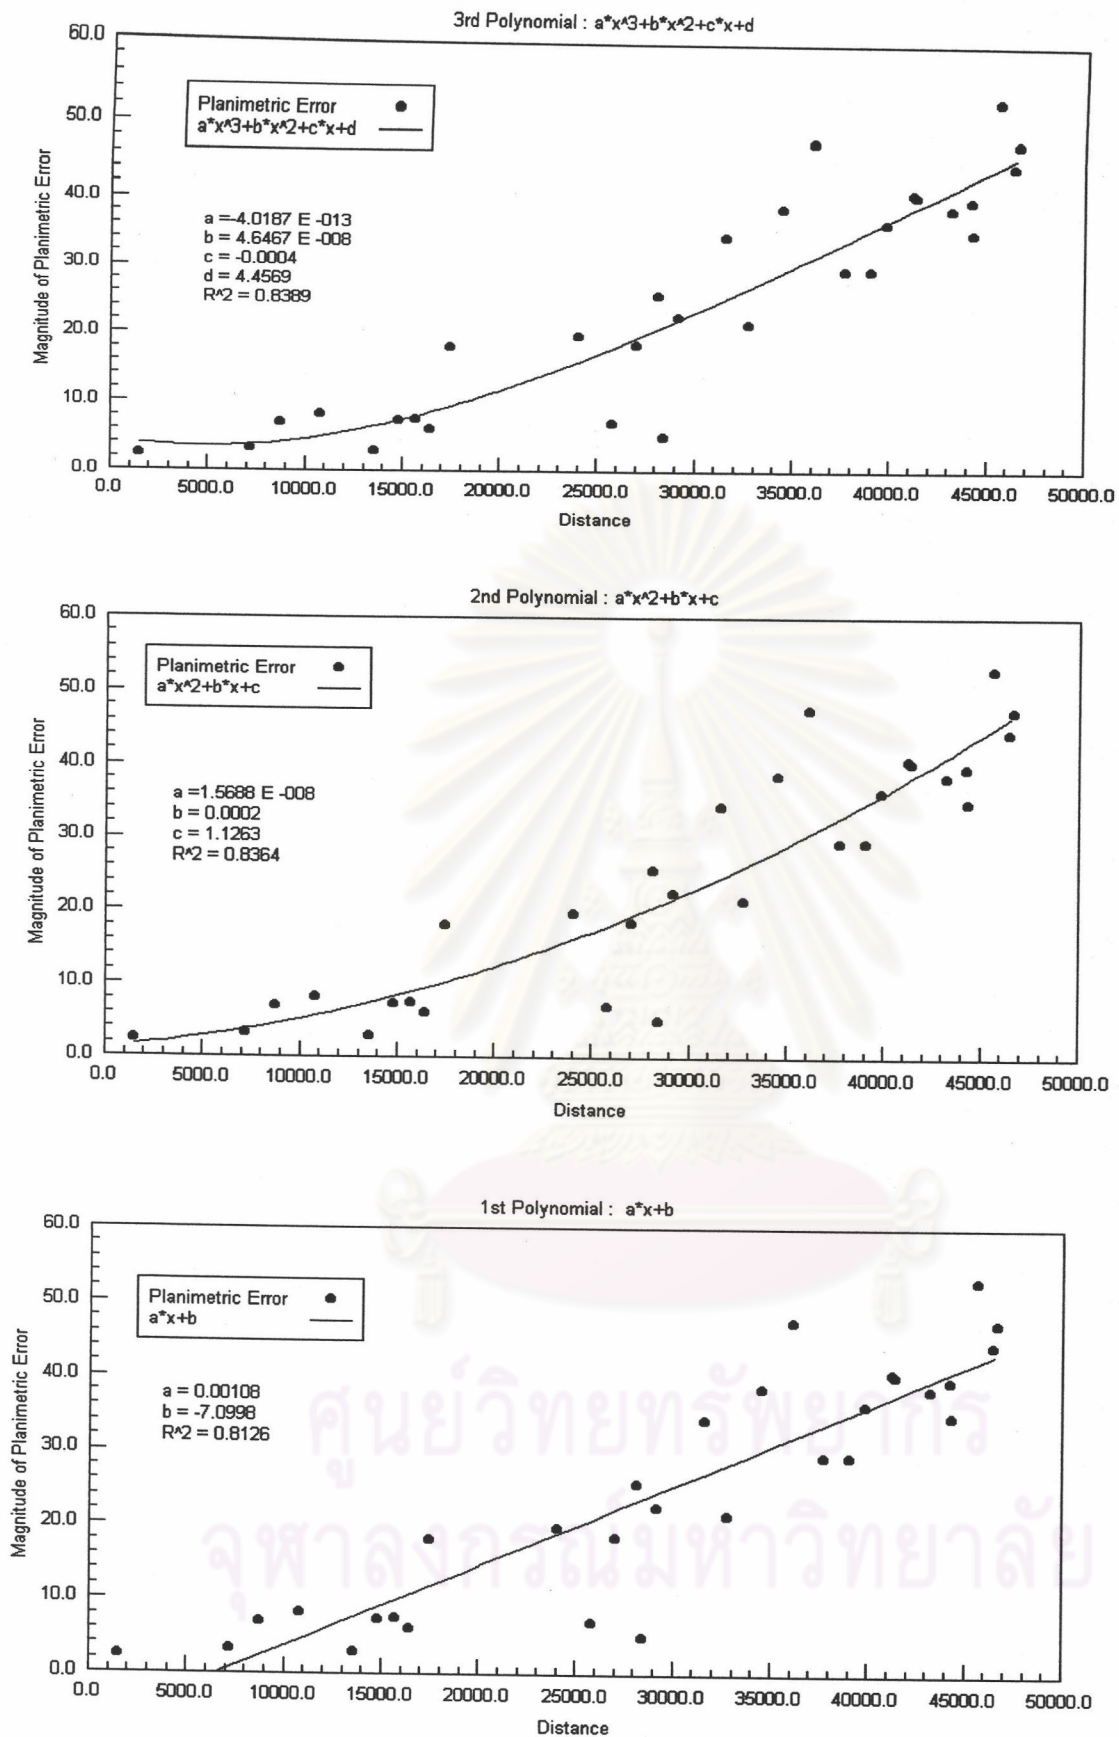 3rd Polynomial : a*x^3+b*x^2+c*x+d
60.0
50.0
40.0
30.0
20.0
10.0
0.0
Magnitude of Planimetric Error
Planimetric Error
a*x^3+b*x^2+c*x+d
a =-4.0187 E -013
b = 4.6467 E -008
c = -0.0004
d = 4.4569
R^2 = 0.8389
0.0 5000.0 10000.0 15000.0 20000.0 25000.0 30000.0 35000.0 40000.0 45000.0 50000.0
Distance
2nd Polynomial : a*x^2+b*x+c
60.0
50.0
40.0
30.0
20.0
10.0
0.0
Magnitude of Planimetric Error
Planimetric Error
a*x^2+b*x+c
a =1.5688 E -008
b = 0.0002
c = 1.1263
R^2 = 0.8364
0.0 5000.0 10000.0 15000.0 20000.0 25000.0 30000.0 35000.0 40000.0 45000.0 50000.0
Distance
1st Polynomial : a*x+b
60.0
50.0
40.0
30.0
20.0
10.0
0.0
Magnitude of Planimetric Error
Planimetric Error
a*x+b
a = 0.00108
b = -7.0998
R^2 = 0.8126
0.0 5000.0 10000.0 15000.0 20000.0 25000.0 30000.0 35000.0 40000.0 45000.0 50000.0
Distance
ศูนย์วิทยทรัพยากร
จุฬาลงกรณ์มหาวิทยาลัย